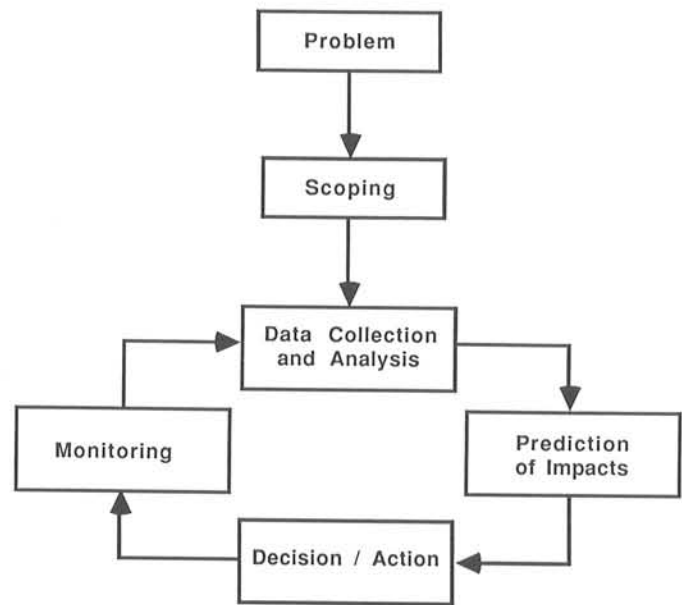 Problem
Scoping
Data Collection
and Analysis
Monitoring
Prediction
of Impacts
Decision / Action